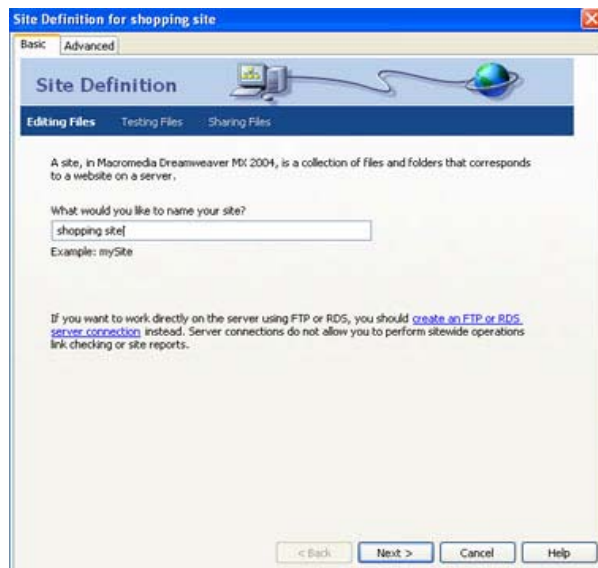 Site Definition for shopping site
Basic Advanced
Site Definition
Editing Files Testing Files Sharing Files
A site, in Macromedia Dreamweaver MX 2004, is a collection of files and folders that corresponds
to a website on a server.
What would you like to name your site?
shopping site
Example: mySite
If you want to work directly on the server using FTP or RDS, you should create an FTP or RDS
server connection instead. Server connections do not allow you to perform sitewide operations
link checking or site reports.
< Back Next > Cancel Help